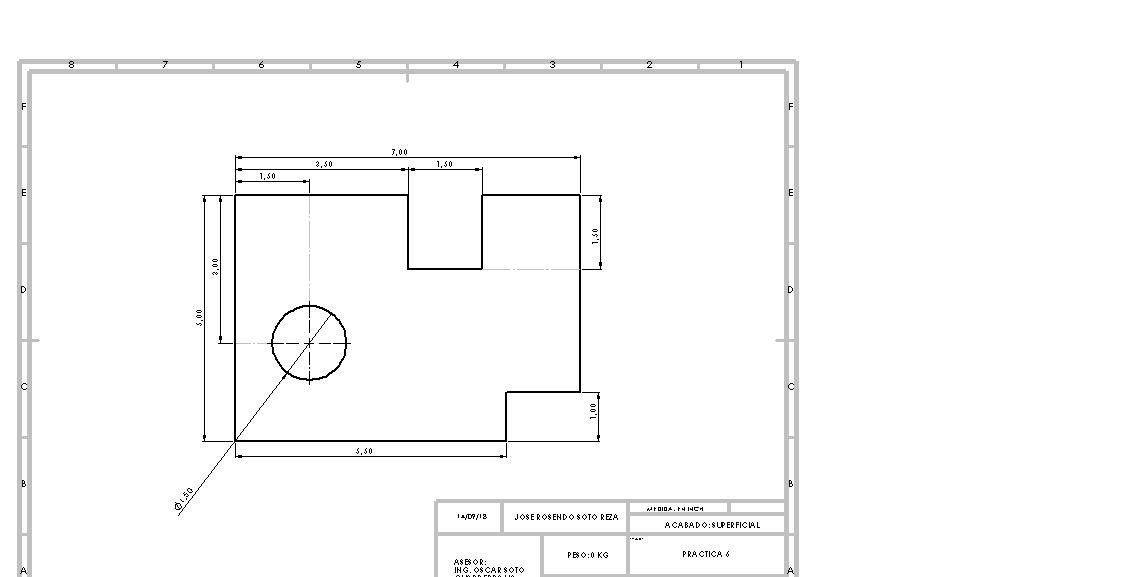 8 7 6 5 4 3 2 1
F F
7,00
3,50 1,50
1,50
E E
1,50
3,00
D D
5,00
C C
1,00
5,50
B B
Ø1,50
14/09/18 JOSE ROSENDO SOTO REZA MEDIDA: EN INCH
ACABADO:SUPERFICIAL
PESO:0 KG PRACTICA 6
ASESOR:
ING. OSCAR SOTO
A A